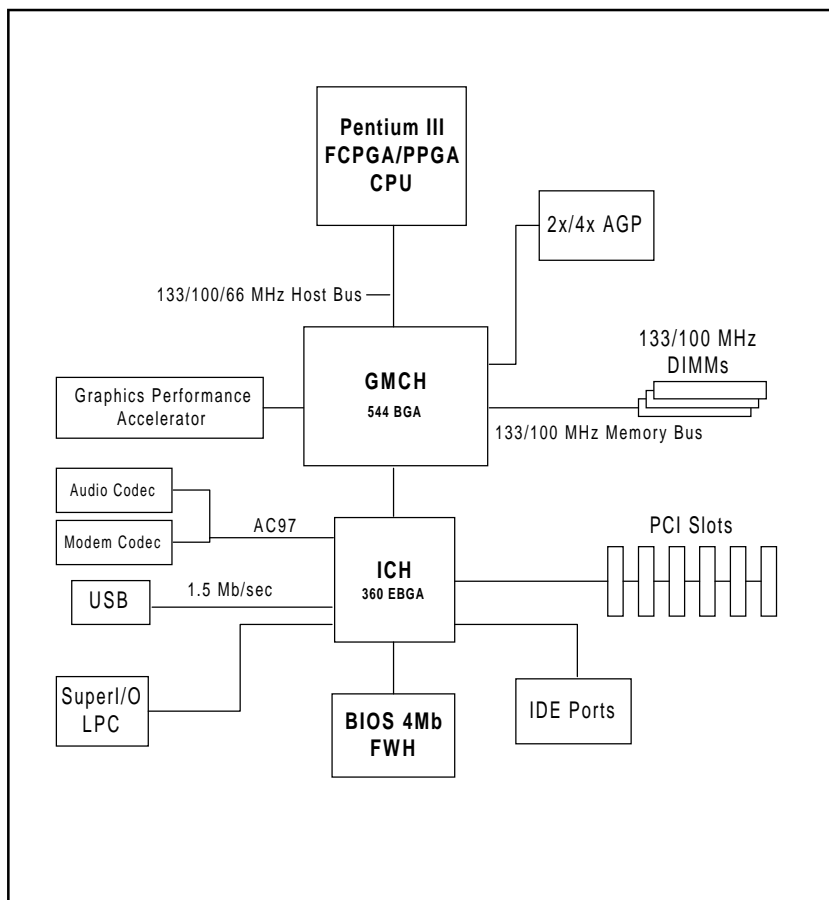 Pentium III
FCPGA/PPGA
CPU
2x/4x AGP
133/100/66 MHz Host Bus
133/100 MHz
DIMMs
GMCH
544 BGA
Graphics Performance
Accelerator
133/100 MHz Memory Bus
Audio Codec
AC97
Modem Codec
PCI Slots
ICH
360 EBGA
USB
1.5 Mb/sec
SuperI/O
LPC
BIOS 4Mb
FWH
IDE Ports